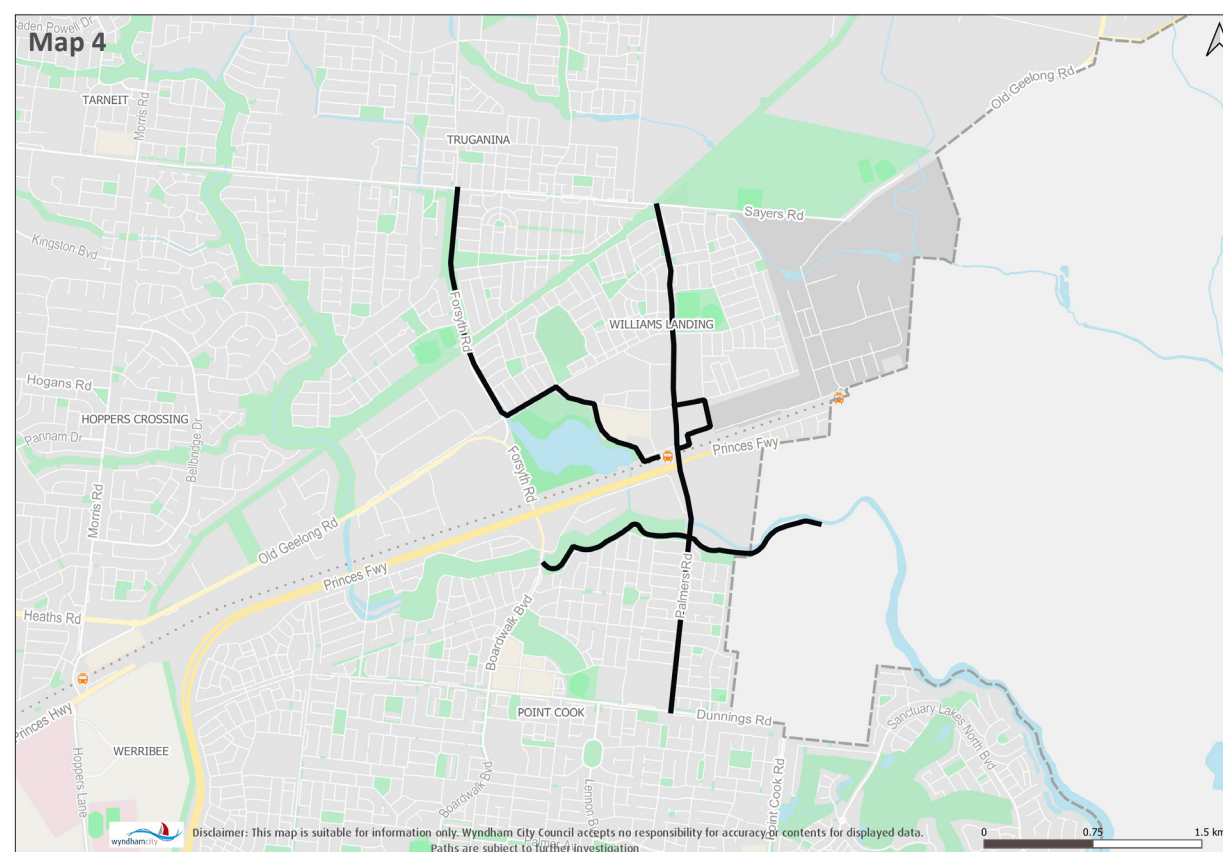 Map 4
aden Powell Dr
TARNEIT
Morris Rd
TRUGANINA
Old Geelong Rd
Sayers Rd
Kingston Bvd
Forsyth Rd
WILLIAMS LANDING
Hogans Rd
HOPPERS CROSSING
Pannam Dr
Bellbridge Dr
Princes Fwy
Forsyth Rd
Morris Rd
Old Geelong Rd
Princes Fwy
Palmers Rd
Heaths Rd
Boardwalk Bvd
Princes Hwy
POINT COOK
Dunnings Rd
Sanctuary Lakes North Bvd
WERRIBEE
Hoppers Lane
Boardwalk Bvd
Lennon B
Point Cook Rd
Palmer
wyndhamcity
Disclaimer: This map is suitable for information only. Wyndham City Council accepts no responsibility for accuracy or contents for displayed data.
Paths are subject to further investigation
0 0.75 1.5 km